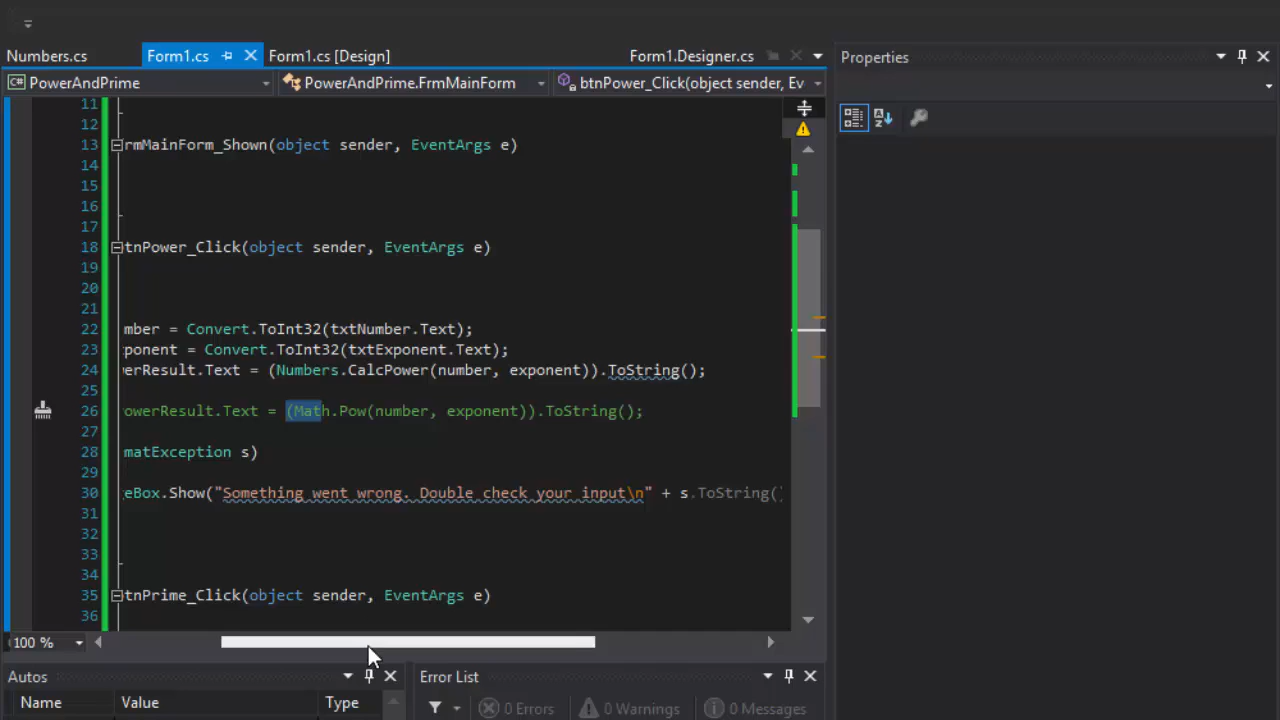 Numbers.cs Form1.cs Form1.cs [Design] Form1.Designer.cs Properties
C# PowerAndPrime PowerAndPrime.FrmMainForm btnPower_Click(object sender, Ev
11
12
13 rmMainForm_Shown(object sender, EventArgs e)
14
15
16
17
18 tnPower_Click(object sender, EventArgs e)
19
20
21
22 mber = Convert.ToInt32(txtNumber.Text);
23 ponent = Convert.ToInt32(txtExponent.Text);
24 erResult.Text = (Numbers.CalcPower(number, exponent)).ToString();
25
26 owerResult.Text = (Math.Pow(number, exponent)).ToString();
27
28 matException s)
29
30 eBox.Show("Something went wrong. Double check your input\n" + s.ToString()
31
32
33
34
35 tnPrime_Click(object sender, EventArgs e)
36
100 %
Autos Error List
Name Value Type 0 Errors 0 Warnings 0 Messages